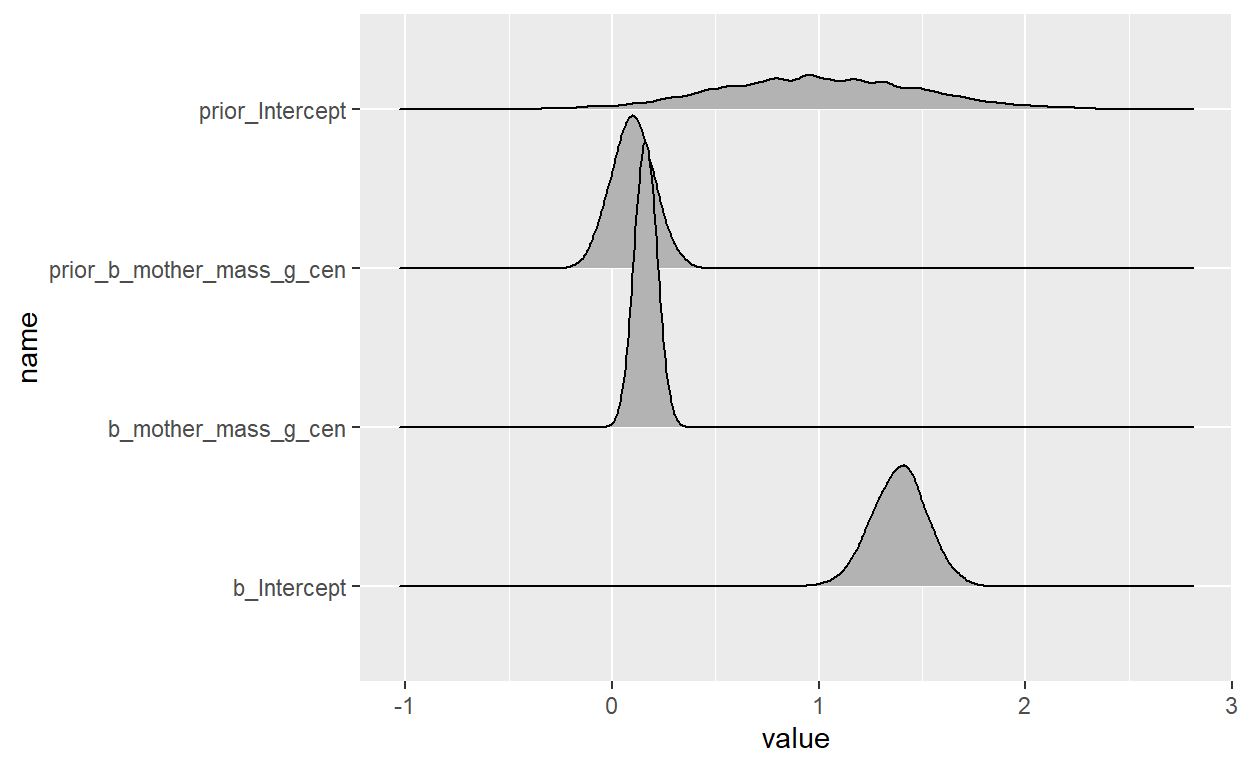 prior_Intercept
prior_b_mother_mass_g_cen
name
b_mother_mass_g_cen
b_Intercept
-1 0 1 2 3
value